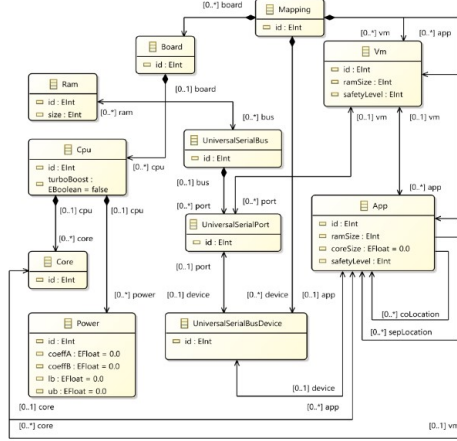 [0..*] board
Mapping
id : EInt
[0..*] vm
[0..*] app
Board
id : EInt
Vm
id : EInt
ramSize : EInt
safetyLevel : EInt
[0..1] board
Ram
id : EInt
size : EInt
[0..*] ram
[0..*] bus
[0..1] vm
[0..1] vm
UniversalSerialBus
id : EInt
Cpu
id : EInt
turboBoost :
EBoolean = false
[0..*] cpu
[0..1] bus
[0..*] port
[0..*] port
[0..*] app
[0..1] cpu
[0..1] cpu
App
id : EInt
ramSize : EInt
coreSize : EFloat = 0.0
safetyLevel : EInt
UniversalSerialPort
id : EInt
[0..*] core
Core
id : EInt
[0..1] port
[0..*] power
[0..1] device
[0..*] device
[0..1] app
[0..*] coLocation
[0..*] sepLocation
Power
id : EInt
coeffA : EFloat = 0.0
coeffB : EFloat = 0.0
lb : EFloat = 0.0
ub : EFloat = 0.0
UniversalSerialBusDevice
id : EInt
[0..1] device
[0..1] core
[0..*] app
[0..*] core
[0..1] vm